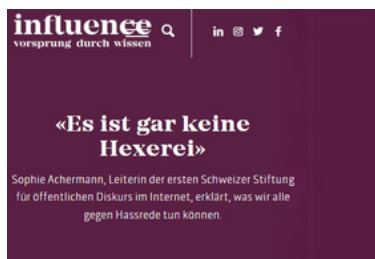 influence
vorsprung durch wissen
«Es ist gar keine
Hexerei»
Sophie Achermann, Leiterin der ersten Schweizer Stiftung
für öffentlichen Diskurs im Internet, erklärt, was wir alle
gegen Hassrede tun können.